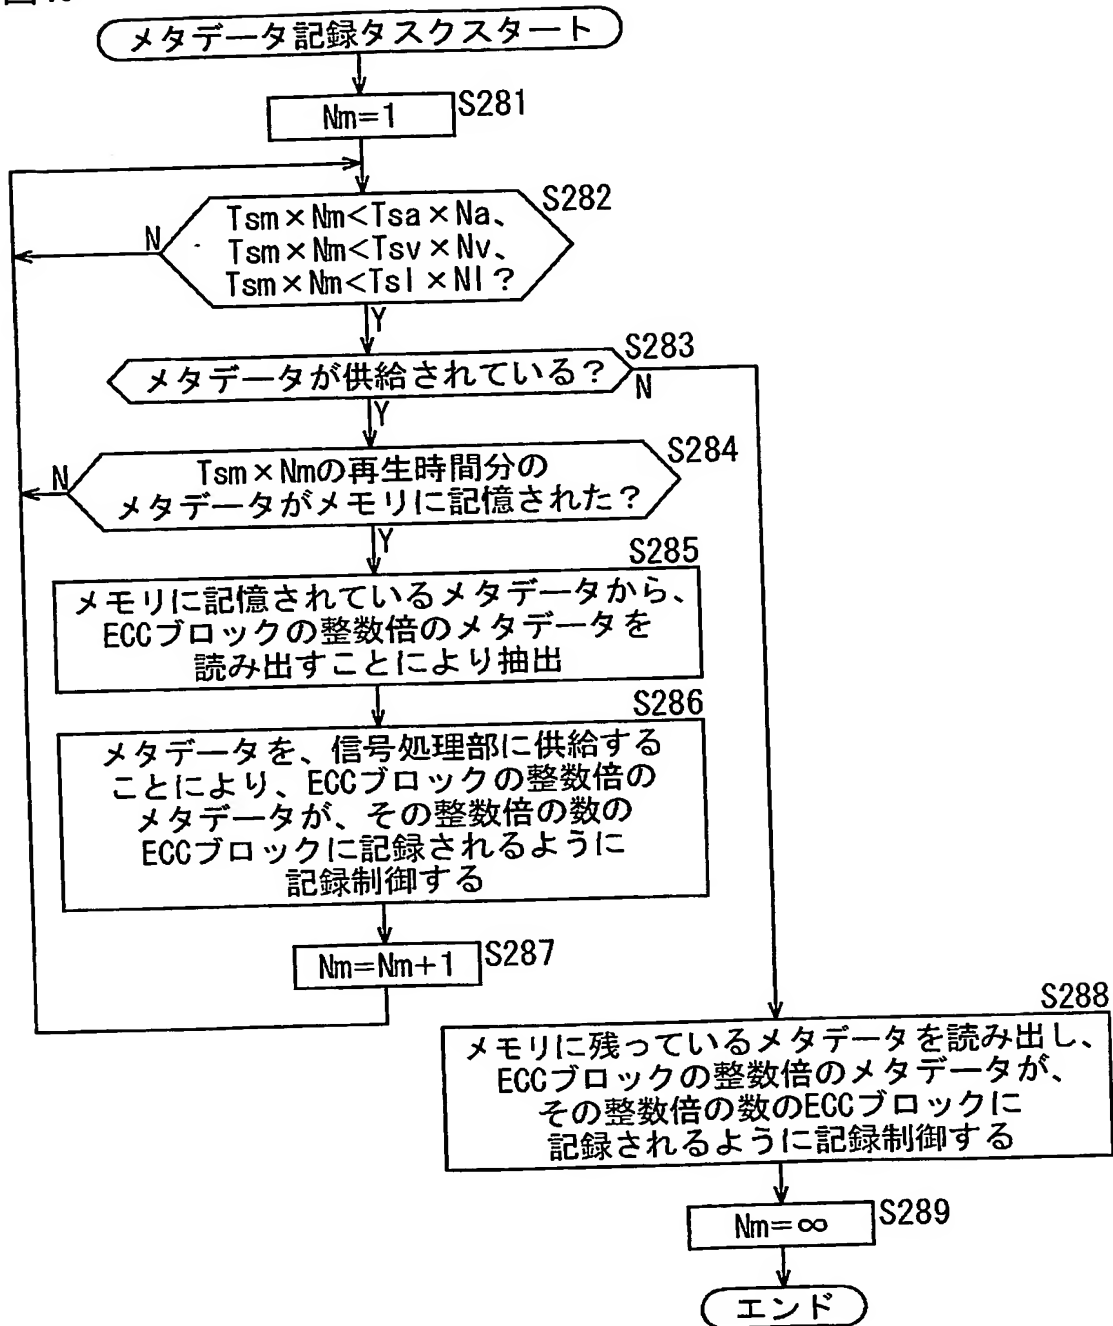 メタデータ記録タスクスタート
Nm=1
S281
S282
Tsm×Nm<Tsa×Na、
Tsm×Nm<Tsv×Nv、
Tsm×Nm<Tsl×Nl?
N
Y
S283
メタデータが供給されている?
N
Y
S284
Tsm×Nmの再生時間分の
メタデータがメモリに記憶された?
N
Y
S285
メモリに記憶されているメタデータから、
ECCブロックの整数倍のメタデータを
読み出すことにより抽出
S286
メタデータを、信号処理部に供給する
ことにより、ECCブロックの整数倍の
メタデータが、その整数倍の数の
ECCブロックに記録されるように
記録制御する
Nm=Nm+1
S287
S288
メモリに残っているメタデータを読み出し、
ECCブロックの整数倍のメタデータが、
その整数倍の数のECCブロックに
記録されるように記録制御する
Nm=∞
S289
エンド